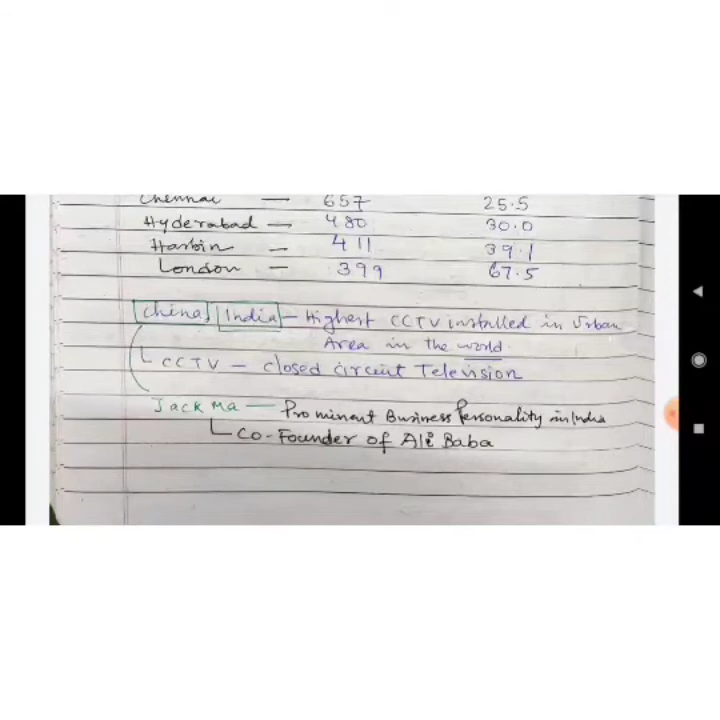 Chennai — 657 25.5
Hyderabad — 480 30.0
Harbin — 411 39.1
London — 399 67.5
China India — Highest CCTV installed in Urban
Area in the world.
CCTV — closed circuit Television
Jack Ma — Prominent Business Personality in India
Co-Founder of Ali Baba